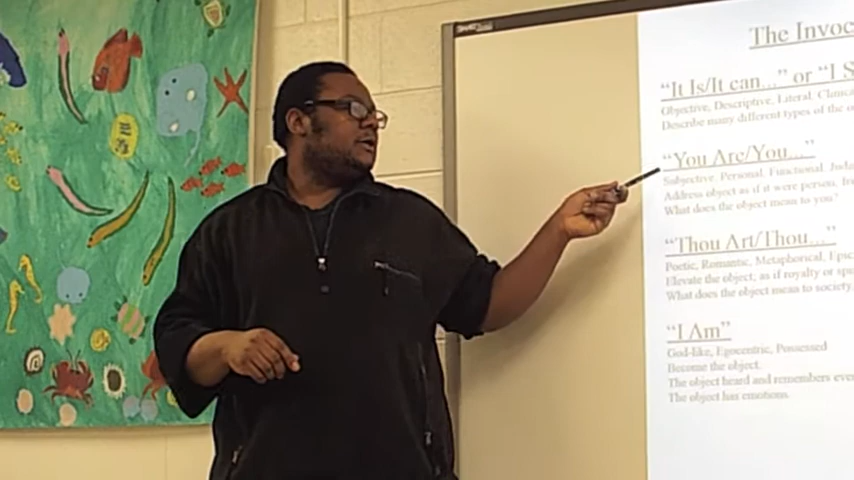 The Invoc
"It Is/It can..." or "I S
Objective, Descriptive, Literal, Clinical
Describe many different types of the o
"You Are/You..."
Subjective, Personal, Functional, Juda
Address object as if it were person, frie
What does the object mean to you?
"Thou Art/Thou..."
Poetic, Romantic, Metaphorical, Epic
Elevate the object, as if royalty or spi
What does the object mean to society
"I Am"
God-like, Egocentric, Possessed
Become the object.
The object heard and remembers eve
The object has emotions.